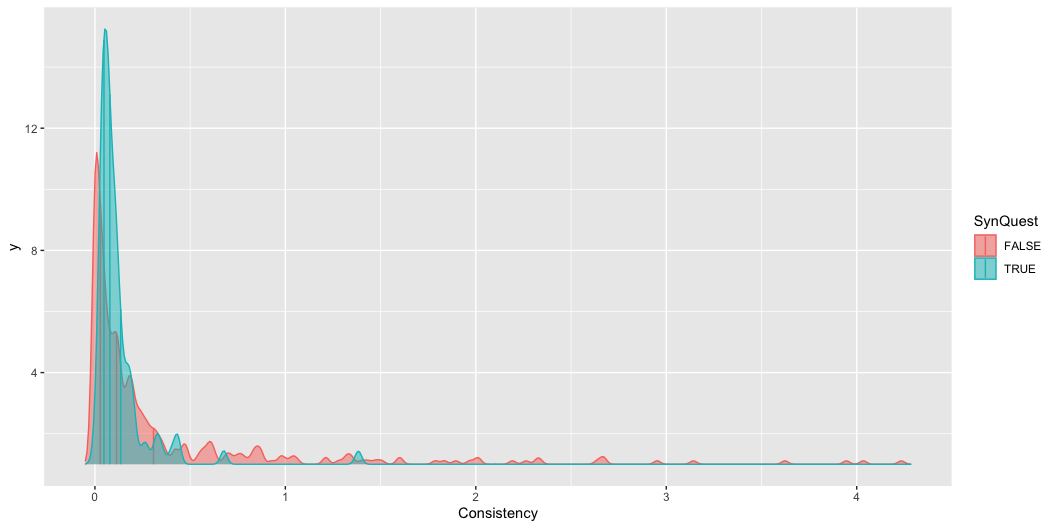 12
8
4
y
0
1
2
3
4
Consistency
SynQuest
FALSE
TRUE